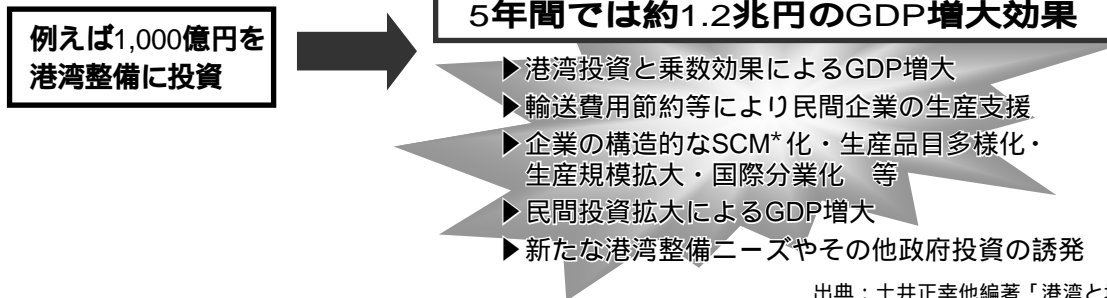 例えば1,000億円を
港湾整備に投資
5年間では約1.2兆円のGDP増大効果
▶港湾投資と乗数効果によるGDP増大
▶輸送費用節約等により民間企業の生産支援
▶企業の構造的なSCM*化・生産品目多様化・
生産規模拡大・国際分業化　等
▶民間投資拡大によるGDP増大
▶新たな港湾整備ニーズやその他政府投資の誘発
出典：土井正幸他編著「港湾と